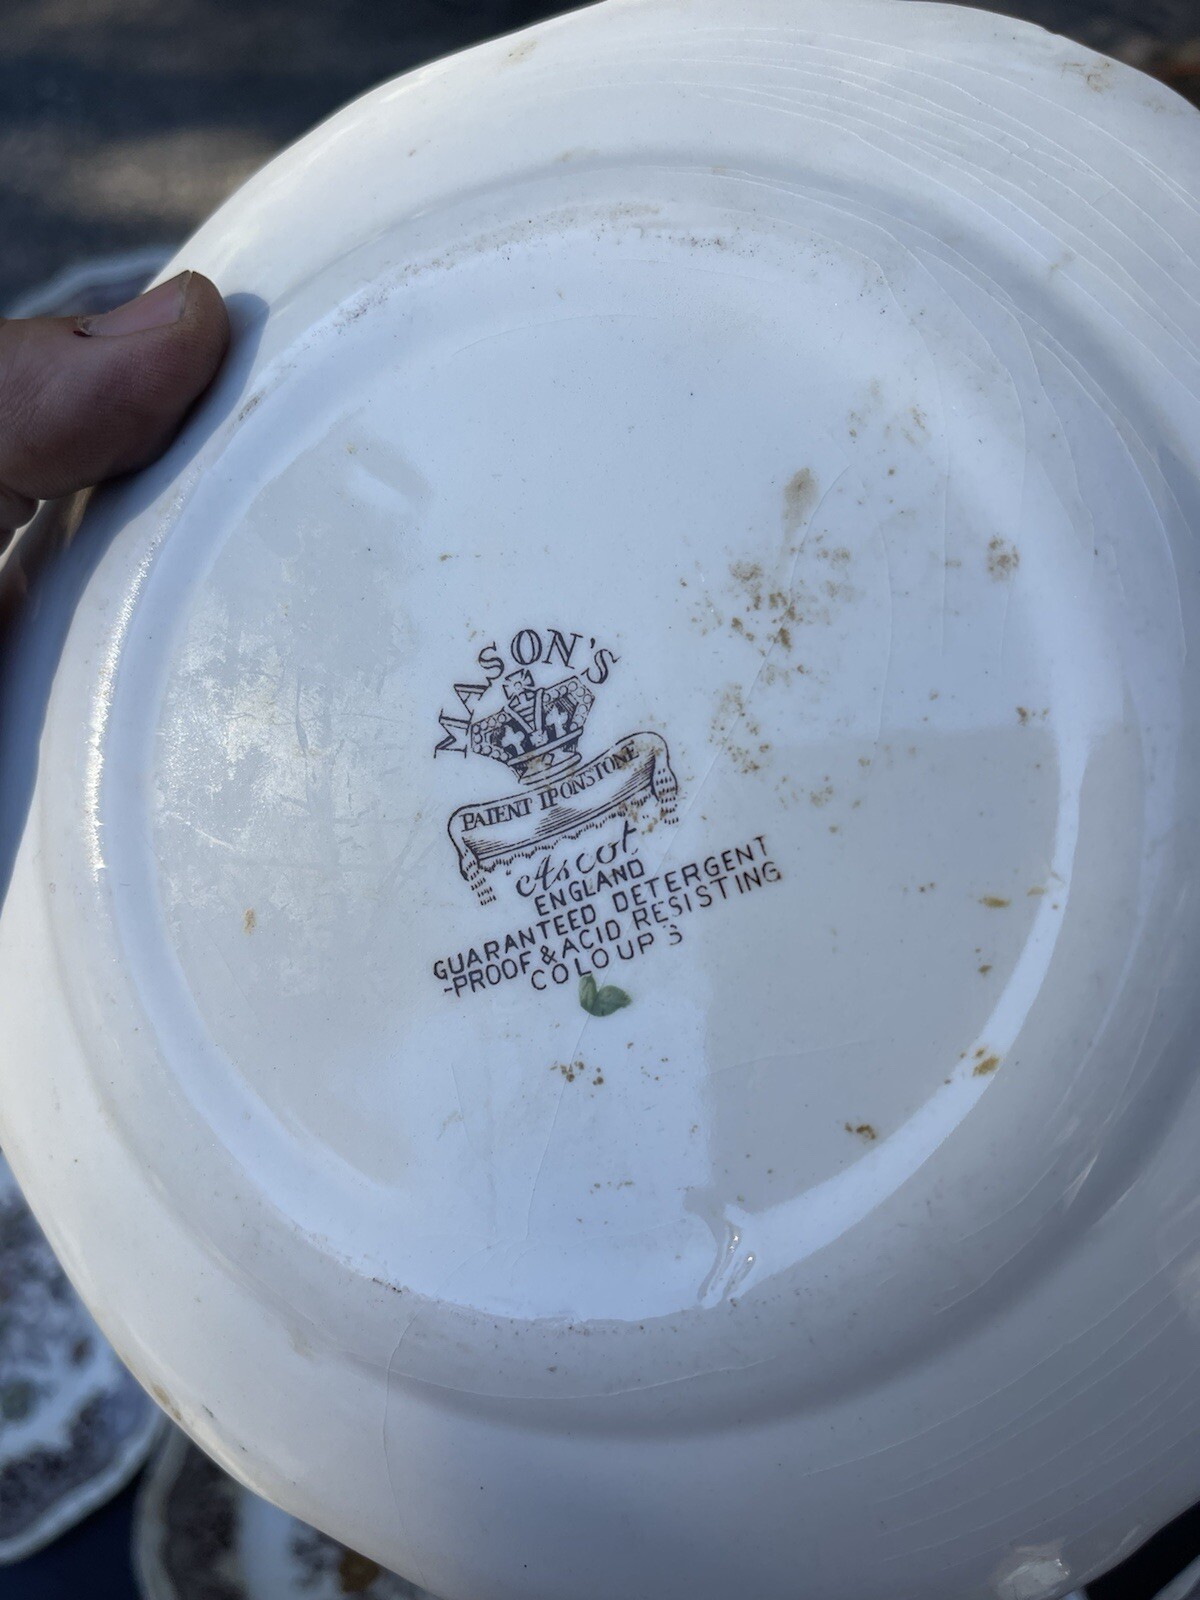 MASON'S
PATENT IRONSTONE
Ascot
ENGLAND
GUARANTEED DETERGENT
-PROOF & ACID RESISTING
COLOURS